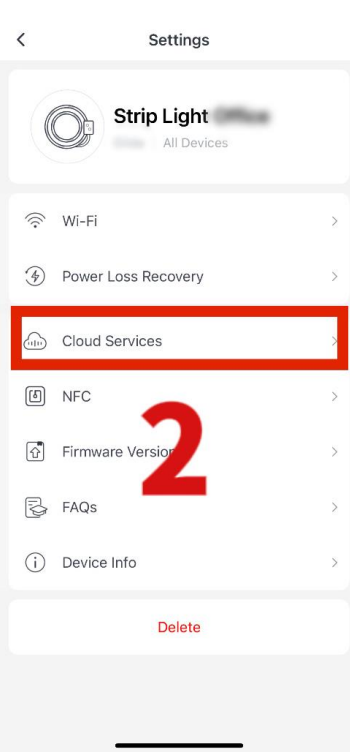 Settings
Strip Light
All Devices
Wi-Fi
Power Loss Recovery
Cloud Services
NFC
2
Firmware Version
FAQs
Device Info
Delete